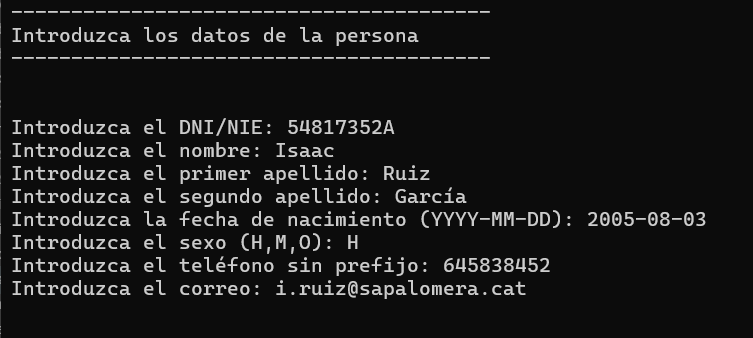 ----------------------------------------
Introduzca los datos de la persona
----------------------------------------
Introduzca el DNI/NIE: 54817352A
Introduzca el nombre: Isaac
Introduzca el primer apellido: Ruiz
Introduzca el segundo apellido: García
Introduzca la fecha de nacimiento (YYYY-MM-DD): 2005-08-03
Introduzca el sexo (H,M,O): H
Introduzca el teléfono sin prefijo: 645838452
Introduzca el correo: i.ruiz@sapalomera.cat